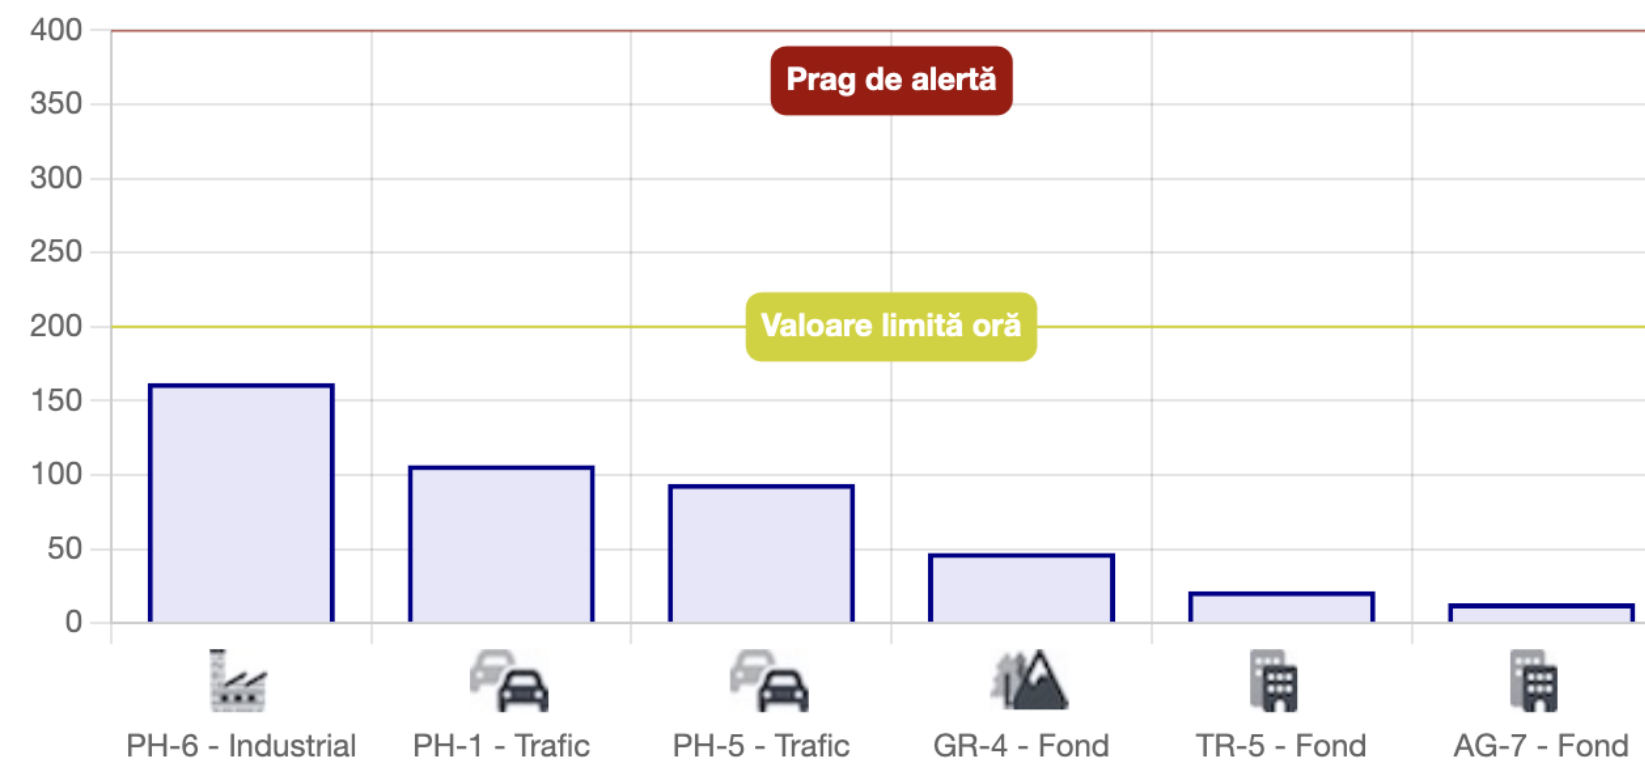 400
Prag de alertă
350
300
250
200
Valoare limită oră
150
100
50
0
PH-6 - Industrial
PH-1 - Trafic
PH-5 - Trafic
GR-4 - Fond
TR-5 - Fond
AG-7 - Fond